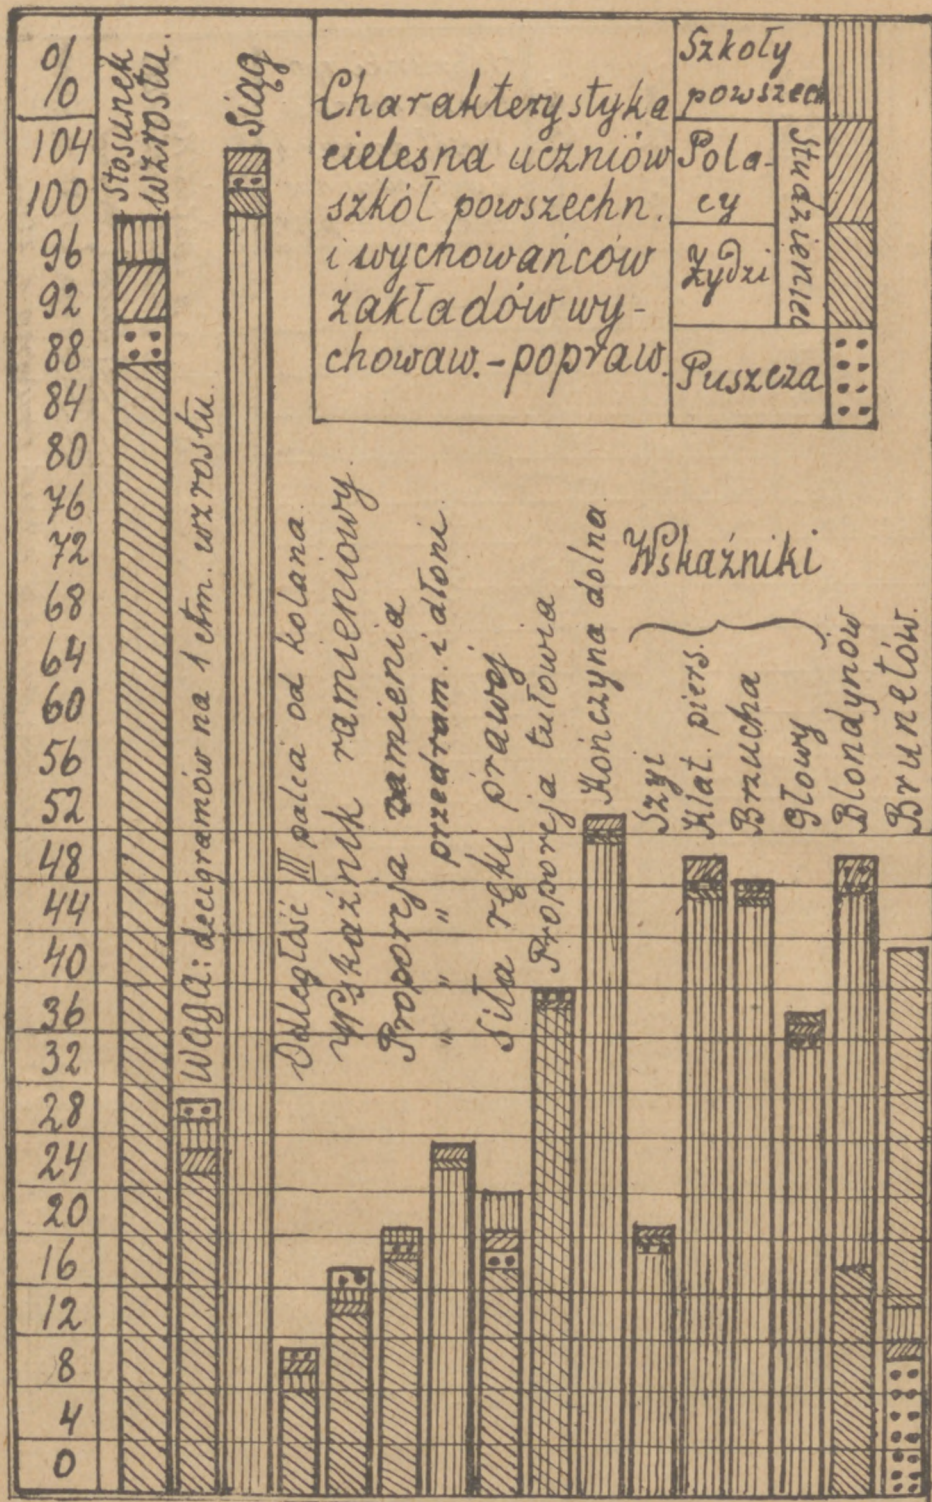 %
104
100
96
92
88
84
80
76
72
68
64
60
56
52
48
44
40
36
32
28
24
20
16
12
8
4
0
Stosunek
wzrostu.
Waga: decigramów na 1 ctm. wzrostu.
Siąg
Odległość III palca od kolana.
Wskaźnik ramieniowy.
Proporcja ramienia
" " przedram. i dłoni.
Siła ręki prawej
Proporcja tułowia
Kończyna dolna
Wskaźniki
Szyi
Klat. piers.
Brzucha
Głowy
Blondynów
Brunetów.
Charakterystyka
cielesna uczniów
szkół powszechn.
i wychowańców
zakładów wy-
chowaw.-popraw.
Szkoły
powszech
Pola-
cy
Żydzi
Studzieniec
Puszcza